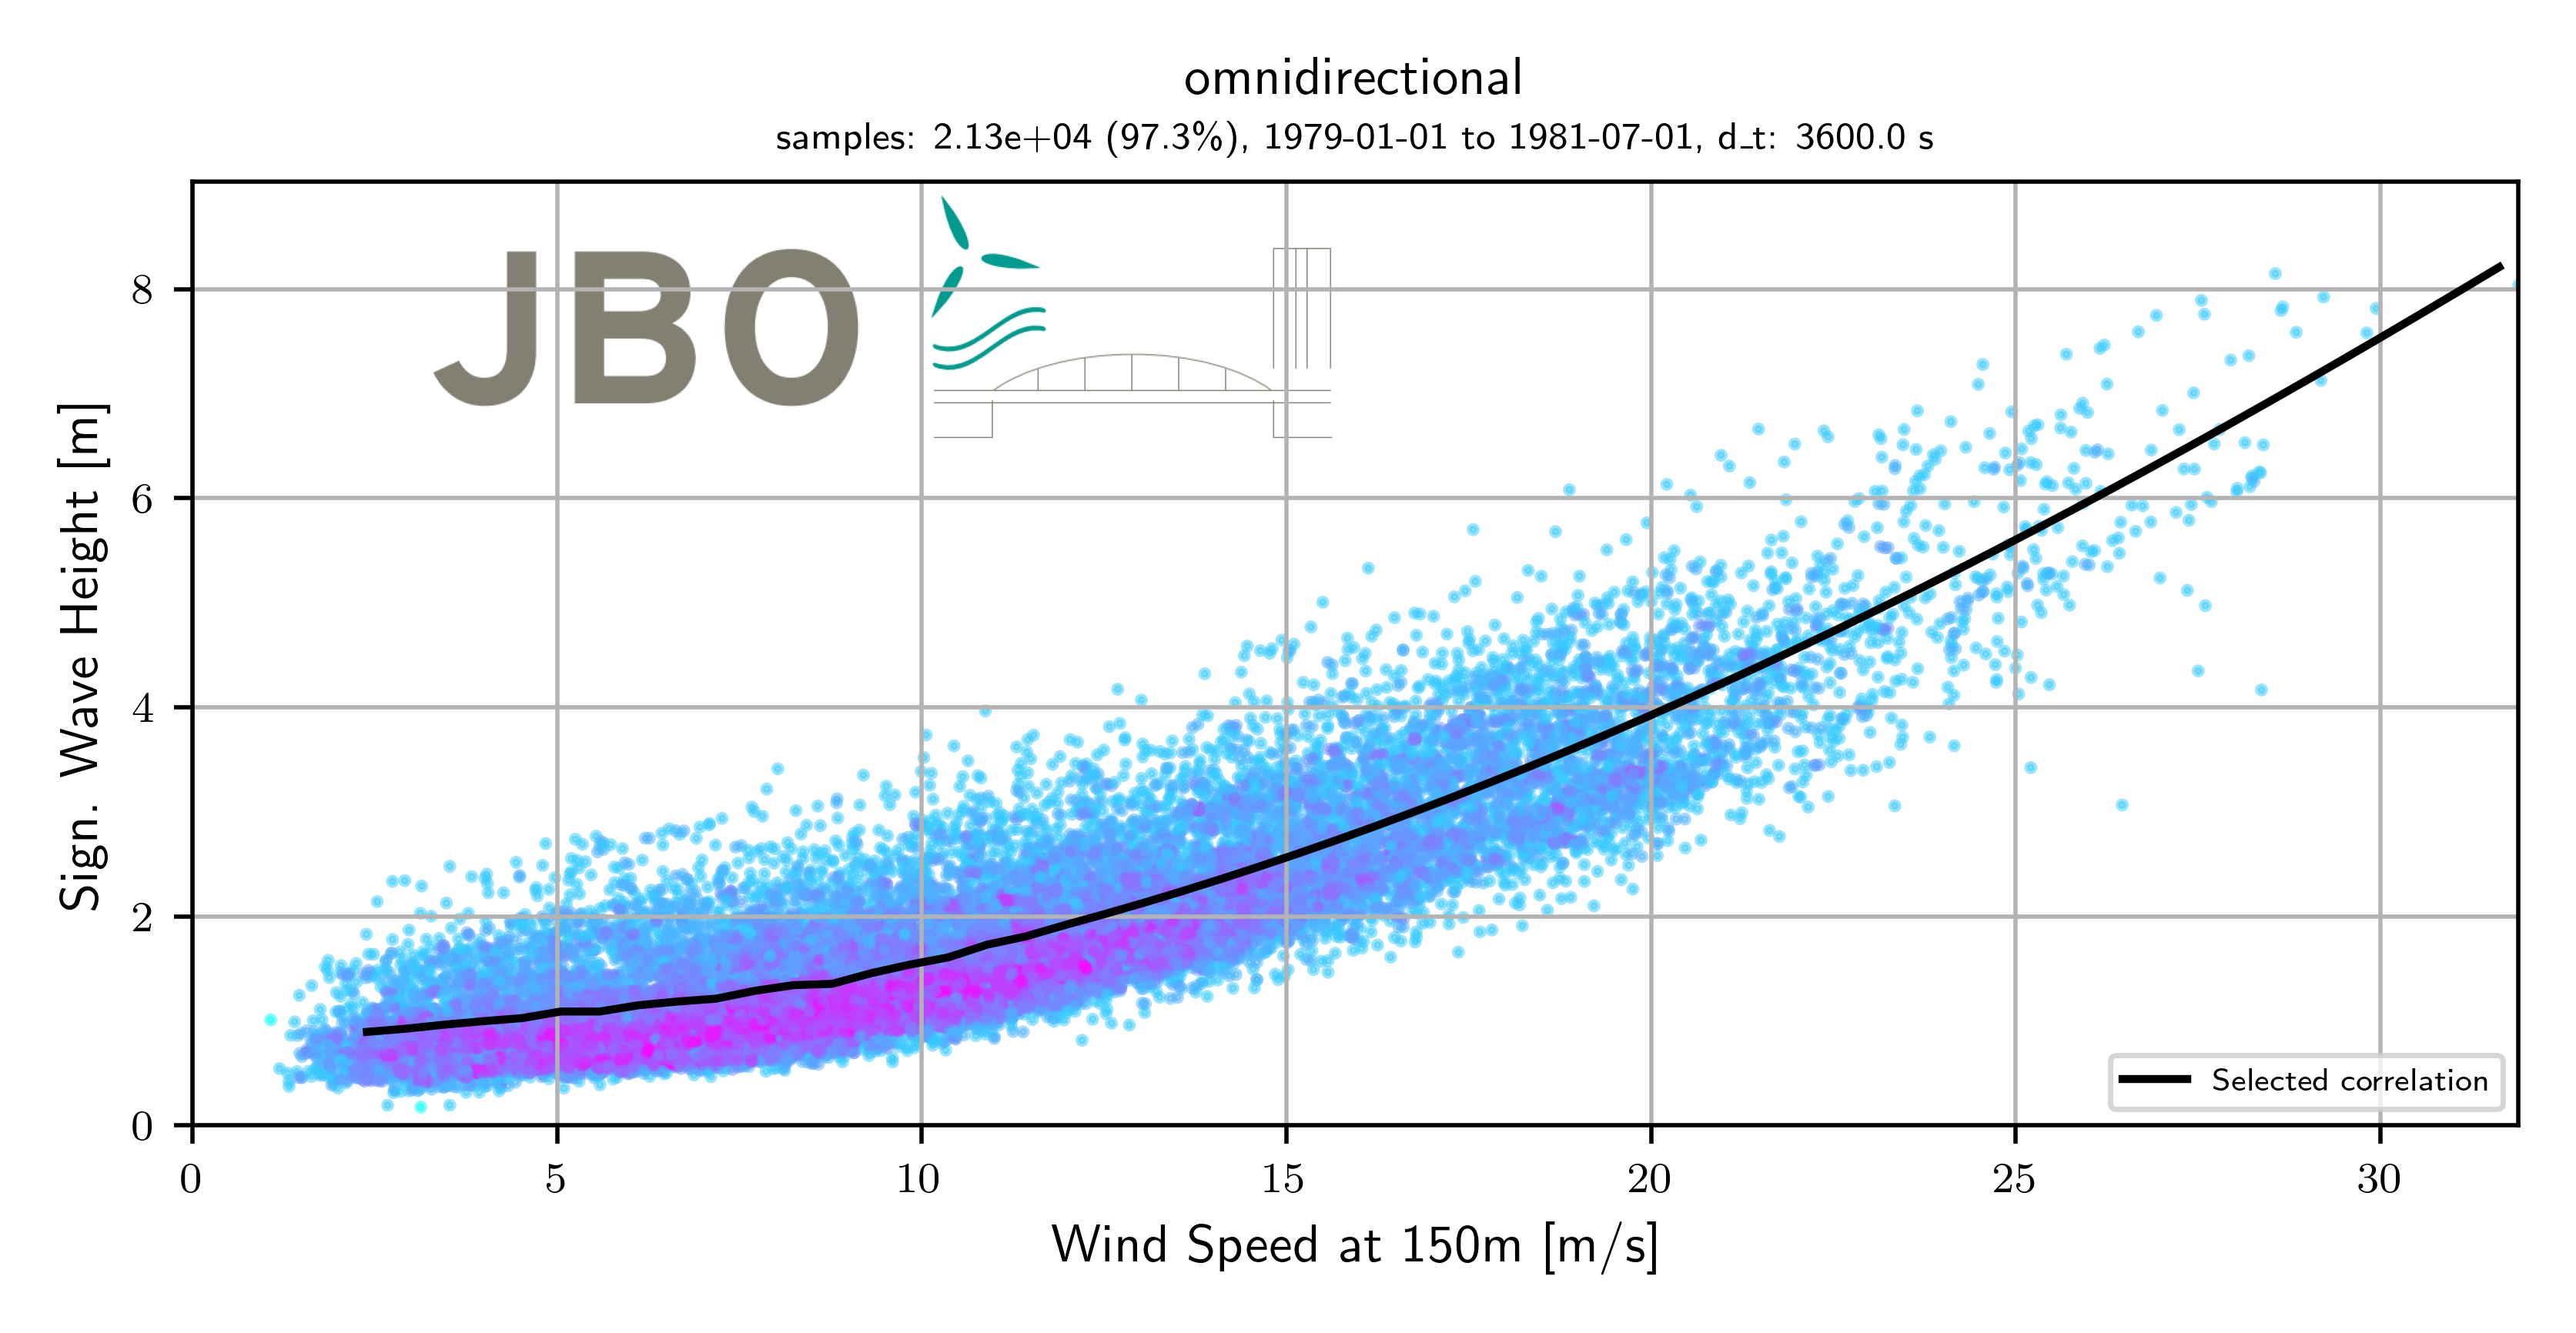 omnidirectional
samples: 2.13e+04 (97.3%), 1979-01-01 to 1981-07-01, d_t: 3600.0 s
JBO
Sign. Wave Height [m]
8
6
4
2
0
0 5 10 15 20 25 30
Wind Speed at 150m [m/s]
Selected correlation